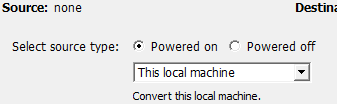 Source: none Destina
Select source type: Powered on Powered off
This local machine
Convert this local machine.